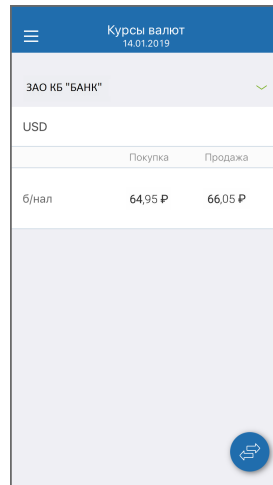 Курсы валют
14.01.2019
ЗАО КБ "БАНК"
USD
Покупка Продажа
б/нал 64,95 ₽ 66,05 ₽